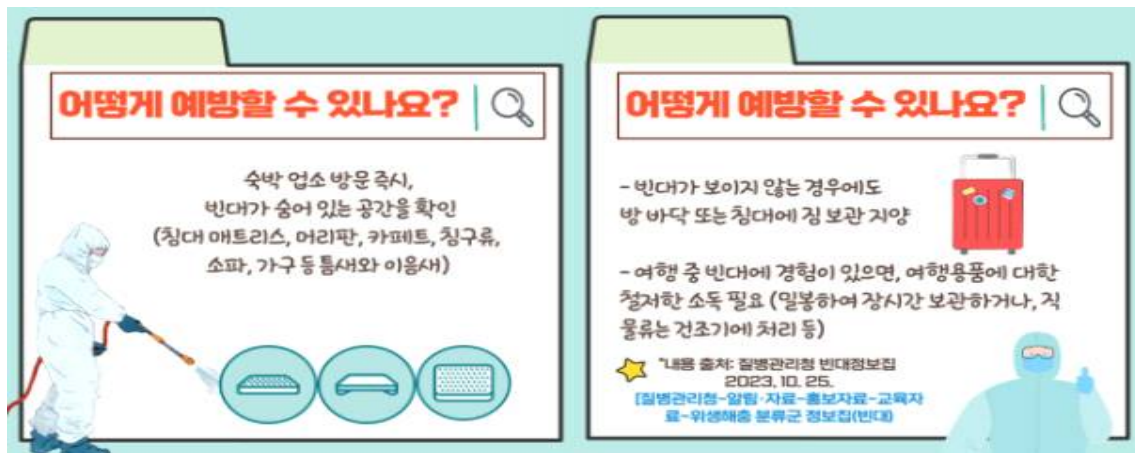 어떻게 예방할 수 있나요?
숙박 업소 방문 즉시,
빈대가 숨어 있는 공간을 확인
(침대 매트리스, 머리판, 카페트, 침구류,
소파, 가구 등 틈새와 이음새)
어떻게 예방할 수 있나요?
- 빈대가 보이지 않는 경우에도
방 바닥 또는 침대에 짐 보관 지양
- 여행 중 빈대에 경험이 있으면, 여행용품에 대한
철저한 소독 필요 (밀봉하여 장시간 보관하거나, 직
물류는 건조기에 처리 등)
*내용 출처: 질병관리청 빈대정보집
2023. 10. 25.
[질병관리청-알림·자료-홍보자료-교육자
료-위생해충 분류군 정보집(빈대)